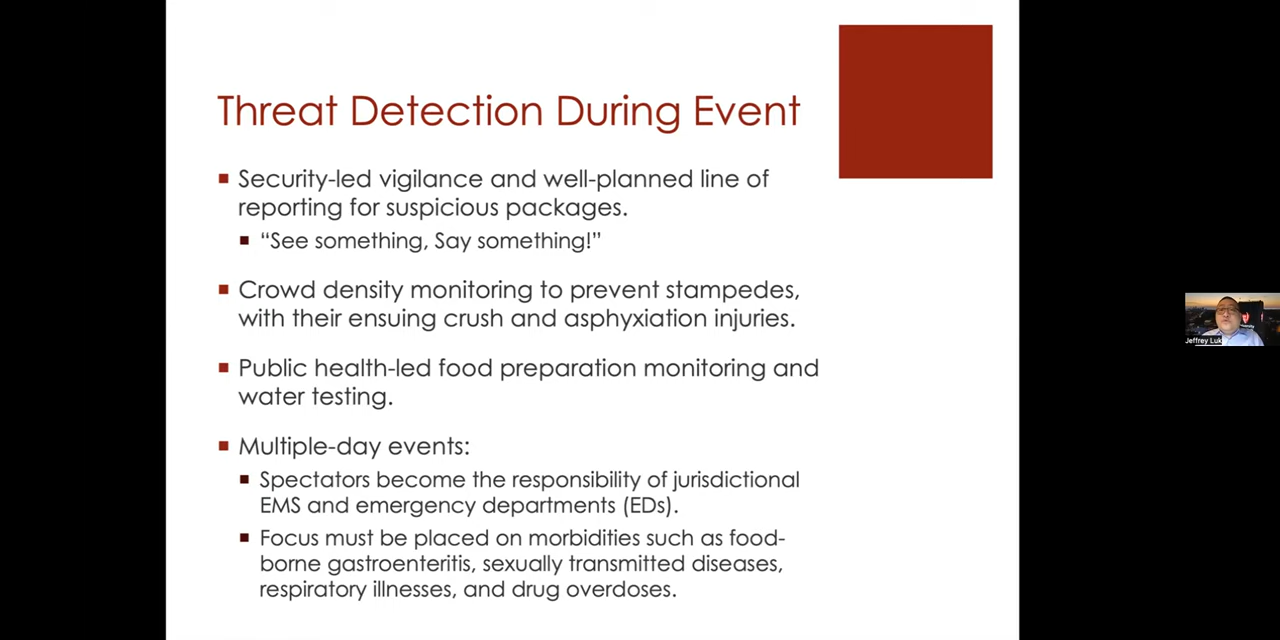 Threat Detection During Event
Security-led vigilance and well-planned line of
reporting for suspicious packages.
“See something, Say something!”
Crowd density monitoring to prevent stampedes,
with their ensuing crush and asphyxiation injuries.
Public health-led food preparation monitoring and
water testing.
Multiple-day events:
Spectators become the responsibility of jurisdictional
EMS and emergency departments (EDs).
Focus must be placed on morbidities such as food-
borne gastroenteritis, sexually transmitted diseases,
respiratory illnesses, and drug overdoses.
Jeffrey